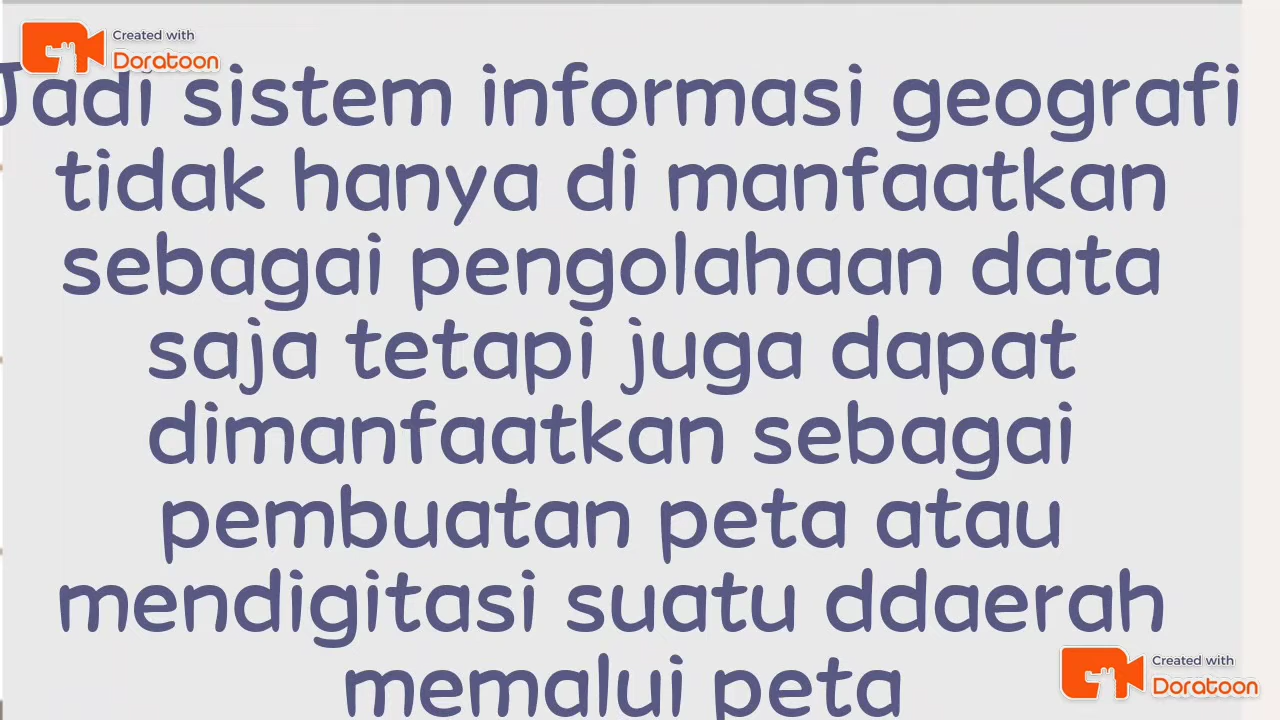 Created with
Doratoon
Jadi sistem informasi geografi
tidak hanya di manfaatkan
sebagai pengolahaan data
saja tetapi juga dapat
dimanfaatkan sebagai
pembuatan peta atau
mendigitasi suatu ddaerah
memalui peta
Created with
Doratoon